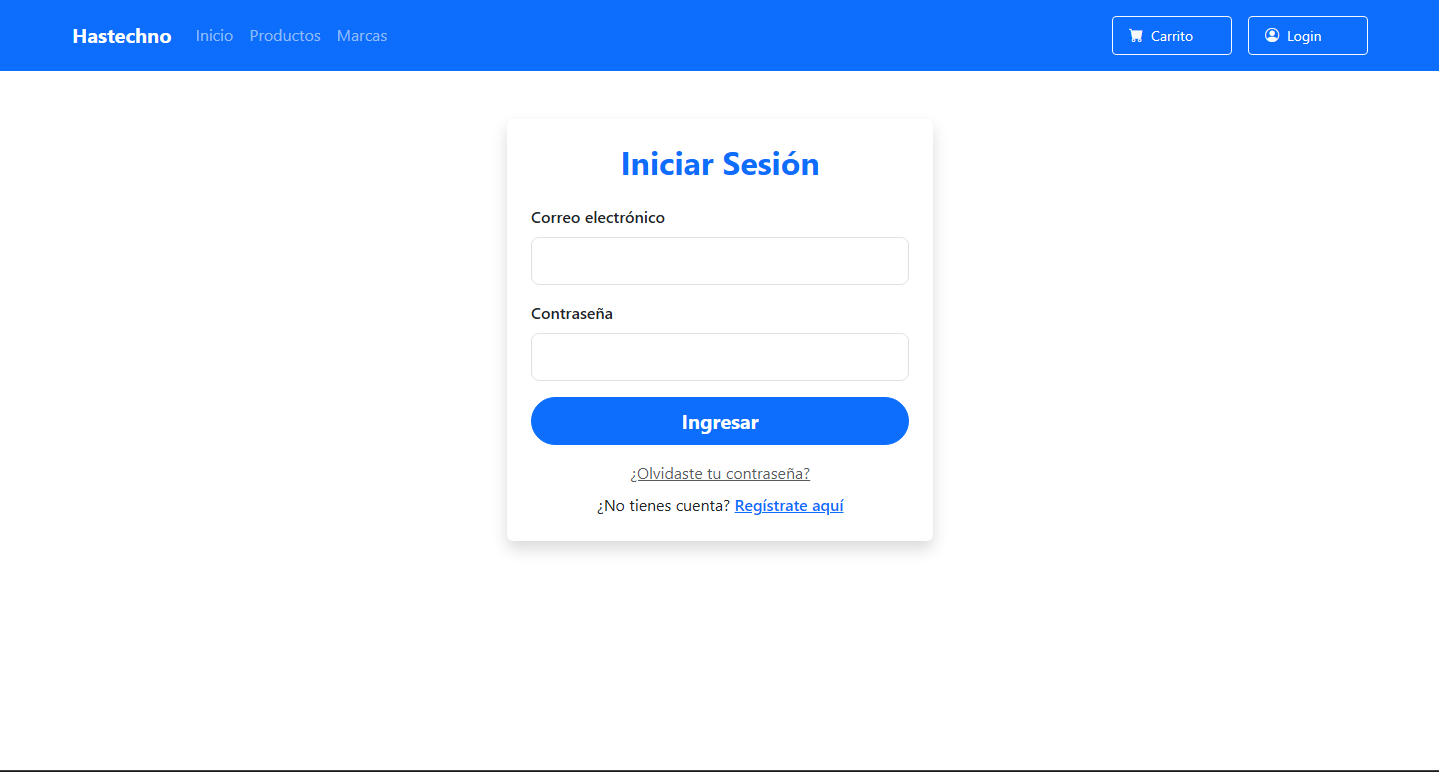 Hastechno Inicio Productos Marcas Carrito Login
Iniciar Sesión
Correo electrónico
Contraseña
Ingresar
¿Olvidaste tu contraseña?
¿No tienes cuenta? Regístrate aquí